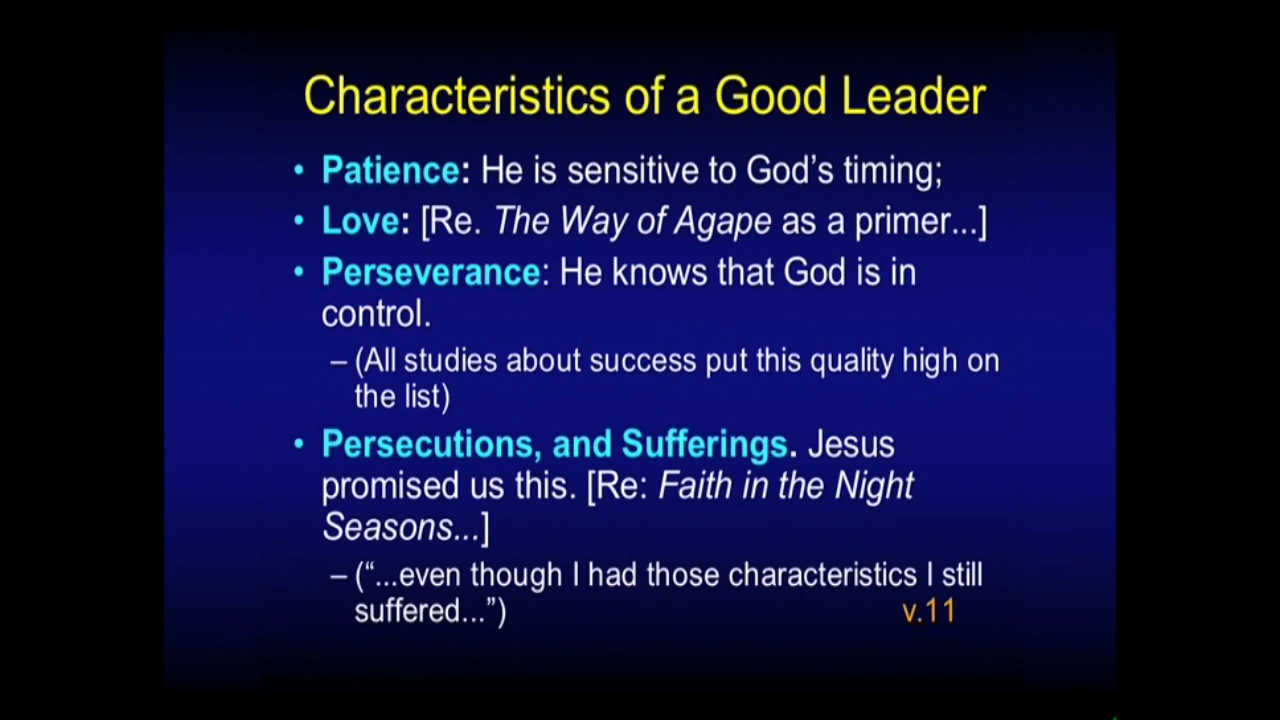 Characteristics of a Good Leader
• Patience: He is sensitive to God’s timing;
• Love: [Re. The Way of Agape as a primer...]
• Perseverance: He knows that God is in
control.
– (All studies about success put this quality high on
the list)
• Persecutions, and Sufferings. Jesus
promised us this. [Re: Faith in the Night
Seasons...]
– (“...even though I had those characteristics I still
suffered...”) v.11